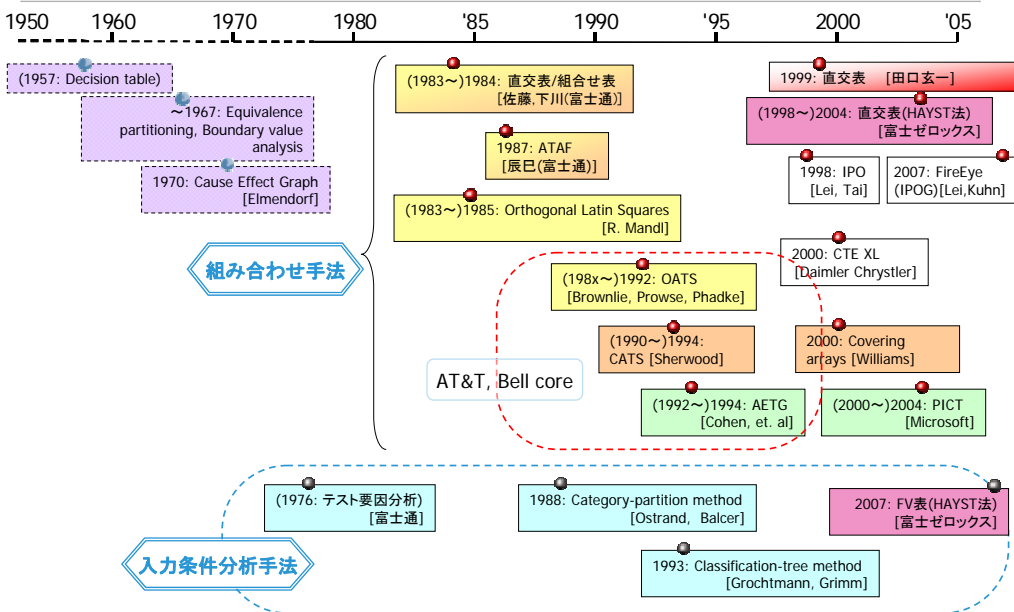 1950 1960 1970 1980 '85 1990 '95 2000 '05
(1957: Decision table)
～1967: Equivalence
partitioning, Boundary value
analysis
1970: Cause Effect Graph
[Elmendorf]
組み合わせ手法
(1983～)1984: 直交表/組合せ表
[佐藤,下川(富士通)]
1987: ATAF
[辰巳(富士通)]
(1983～)1985: Orthogonal Latin Squares
[R. Mandl]
(198x～)1992: OATS
[Brownlie, Prowse, Phadke]
(1990～)1994:
CATS [Sherwood]
AT&T, Bell core
(1992～)1994: AETG
[Cohen, et. al]
1999: 直交表 [田口玄一]
(1998～)2004: 直交表(HAYST法)
[富士ゼロックス]
1998: IPO
[Lei, Tai]
2007: FireEye
(IPOG)[Lei,Kuhn]
2000: CTE XL
[Daimler Chrystler]
2000: Covering
arrays [Williams]
(2000～)2004: PICT
[Microsoft]
(1976: テスト要因分析)
[富士通]
1988: Category-partition method
[Ostrand, Balcer]
2007: FV表(HAYST法)
[富士ゼロックス]
入力条件分析手法
1993: Classification-tree method
[Grochtmann, Grimm]